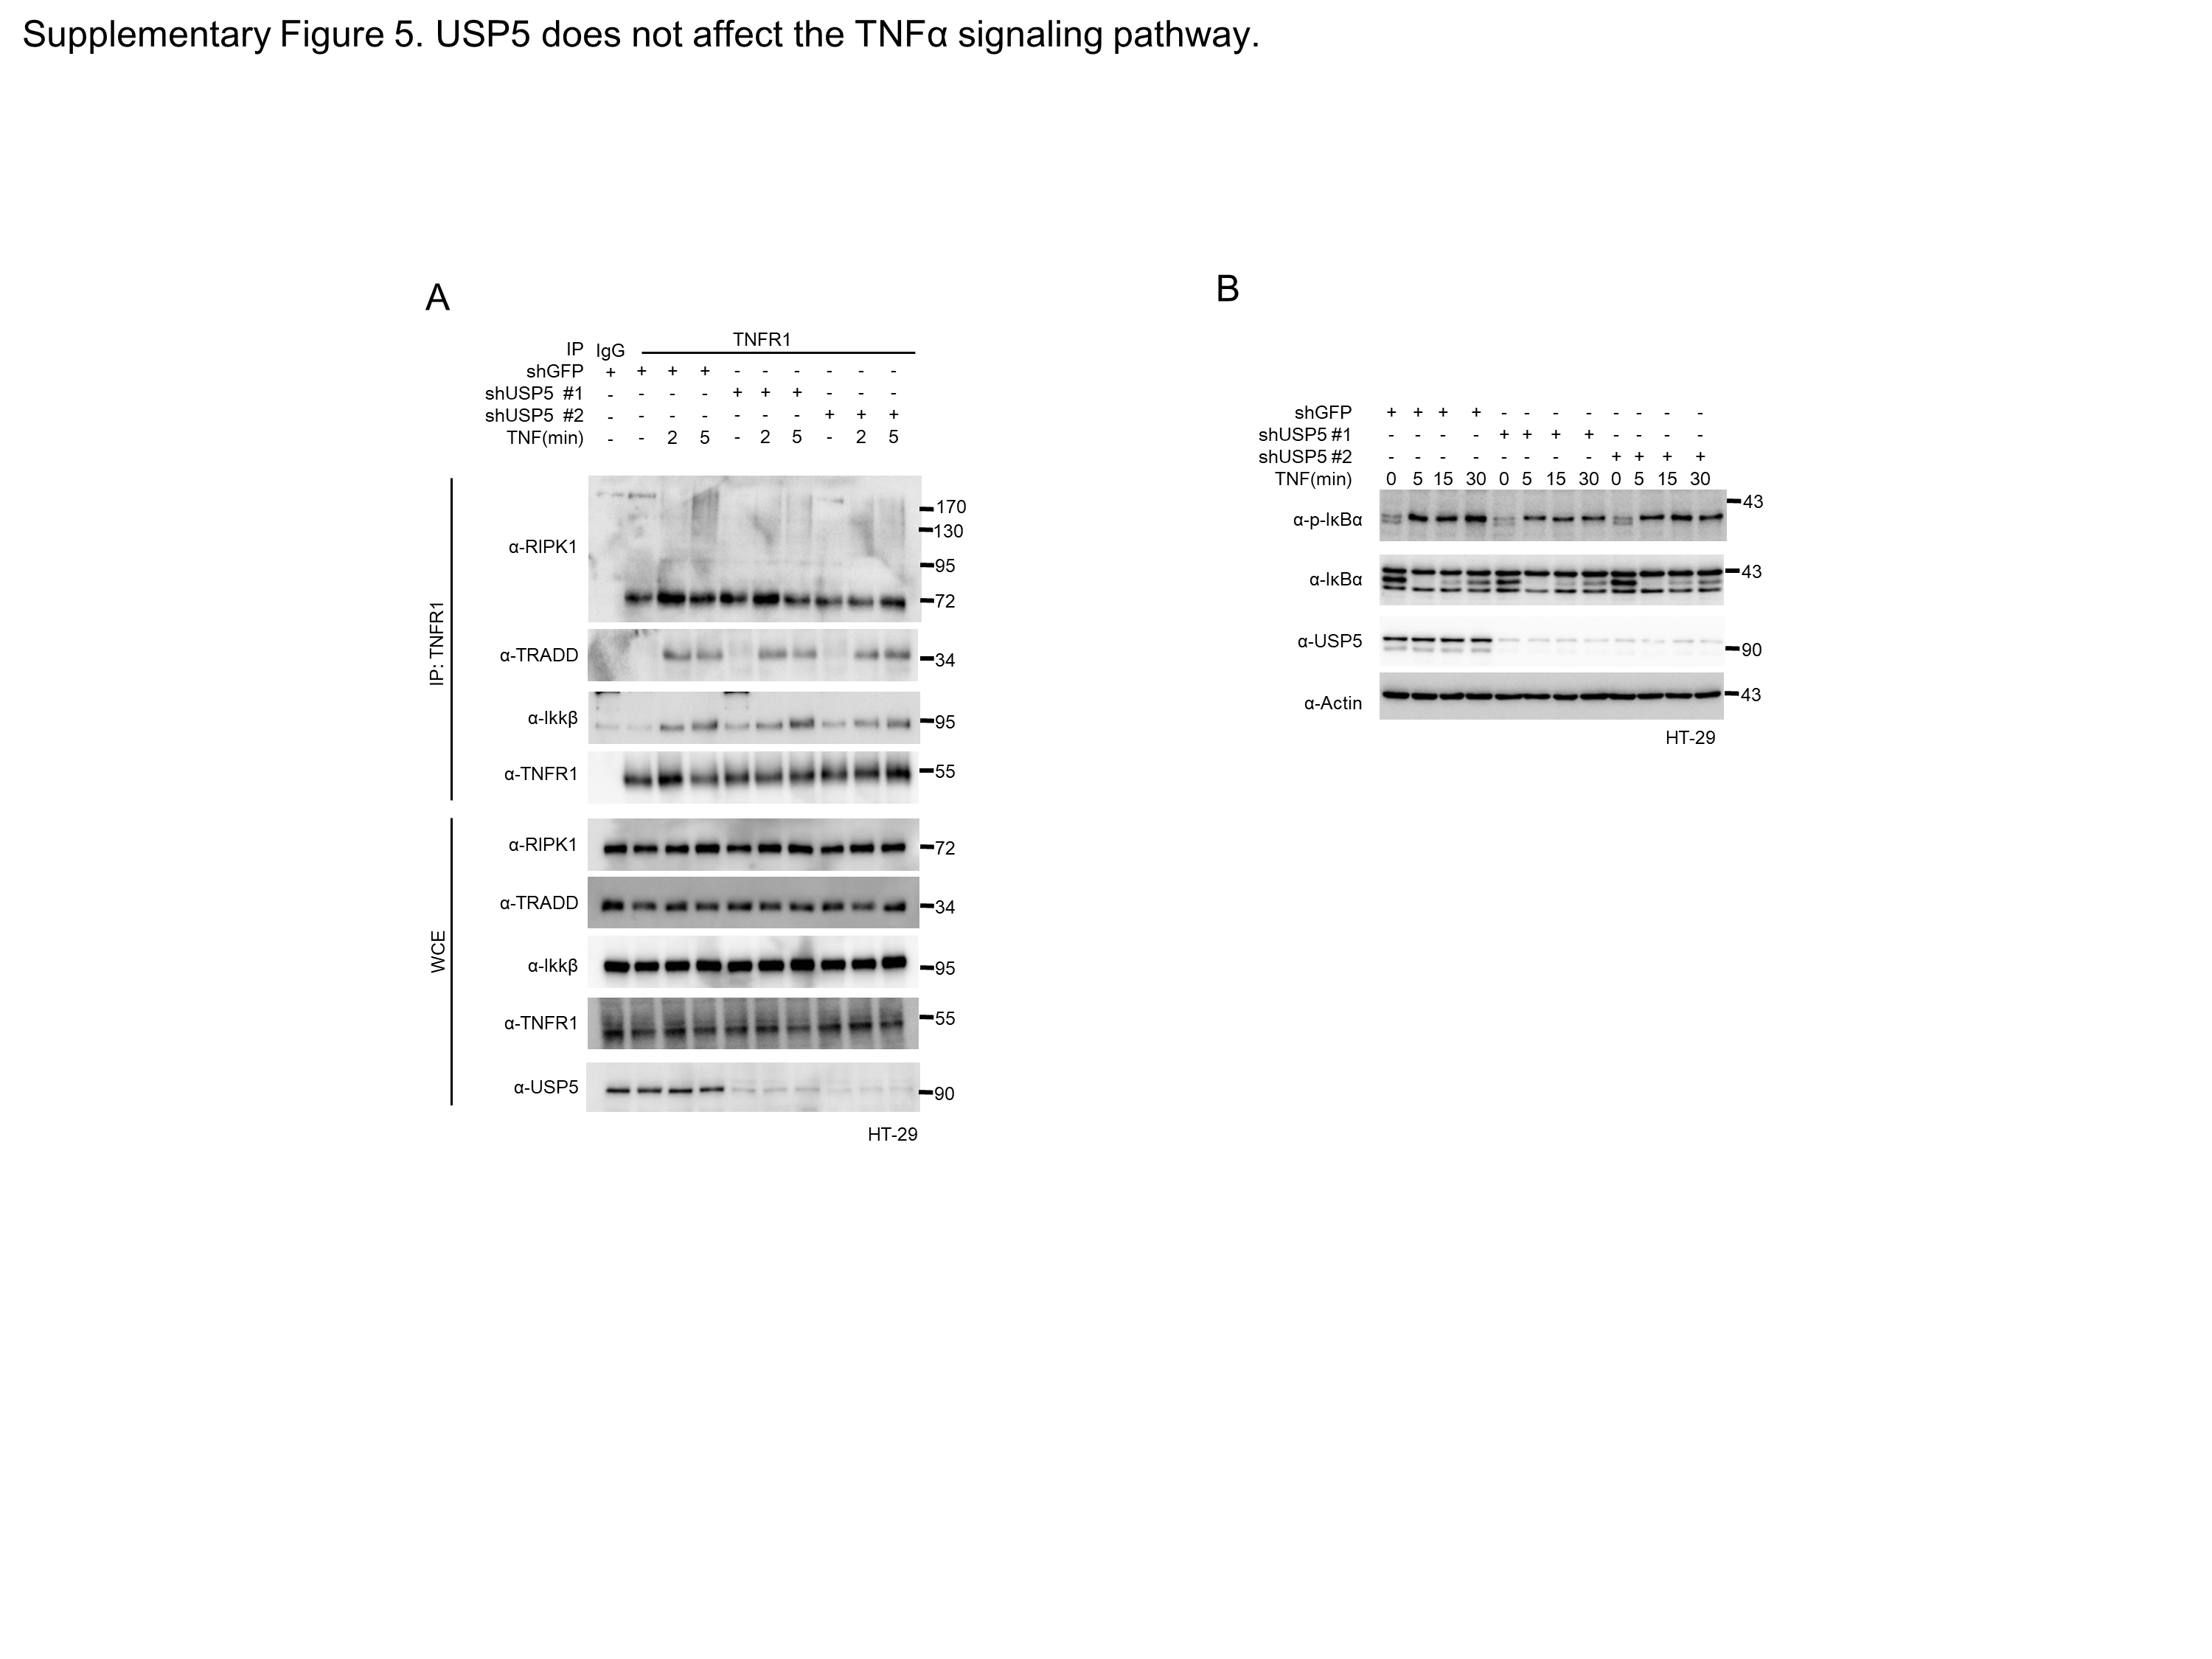 Supplementary Figure 5. USP5 does not affect the TNFα signaling pathway.
A
IP IgG TNFR1
shGFP + + + + - - - - - -
shUSP5 #1 - - - - + + + - - -
shUSP5 #2 - - - - - - - + + +
TNF(min) - - 2 5 - 2 5 - 2 5
IP: TNFR1
α-RIPK1
170
130
95
72
α-TRADD 34
α-Ikkβ 95
α-TNFR1 55
WCE
α-RIPK1 72
α-TRADD 34
α-Ikkβ 95
α-TNFR1 55
α-USP5 90
HT-29
B
shGFP + + + + - - - - - - - -
shUSP5 #1 - - - - + + + + - - - -
shUSP5 #2 - - - - - - - - + + + +
TNF(min) 0 5 15 30 0 5 15 30 0 5 15 30
α-p-IκBα 43
α-IκBα 43
α-USP5 90
α-Actin 43
HT-29